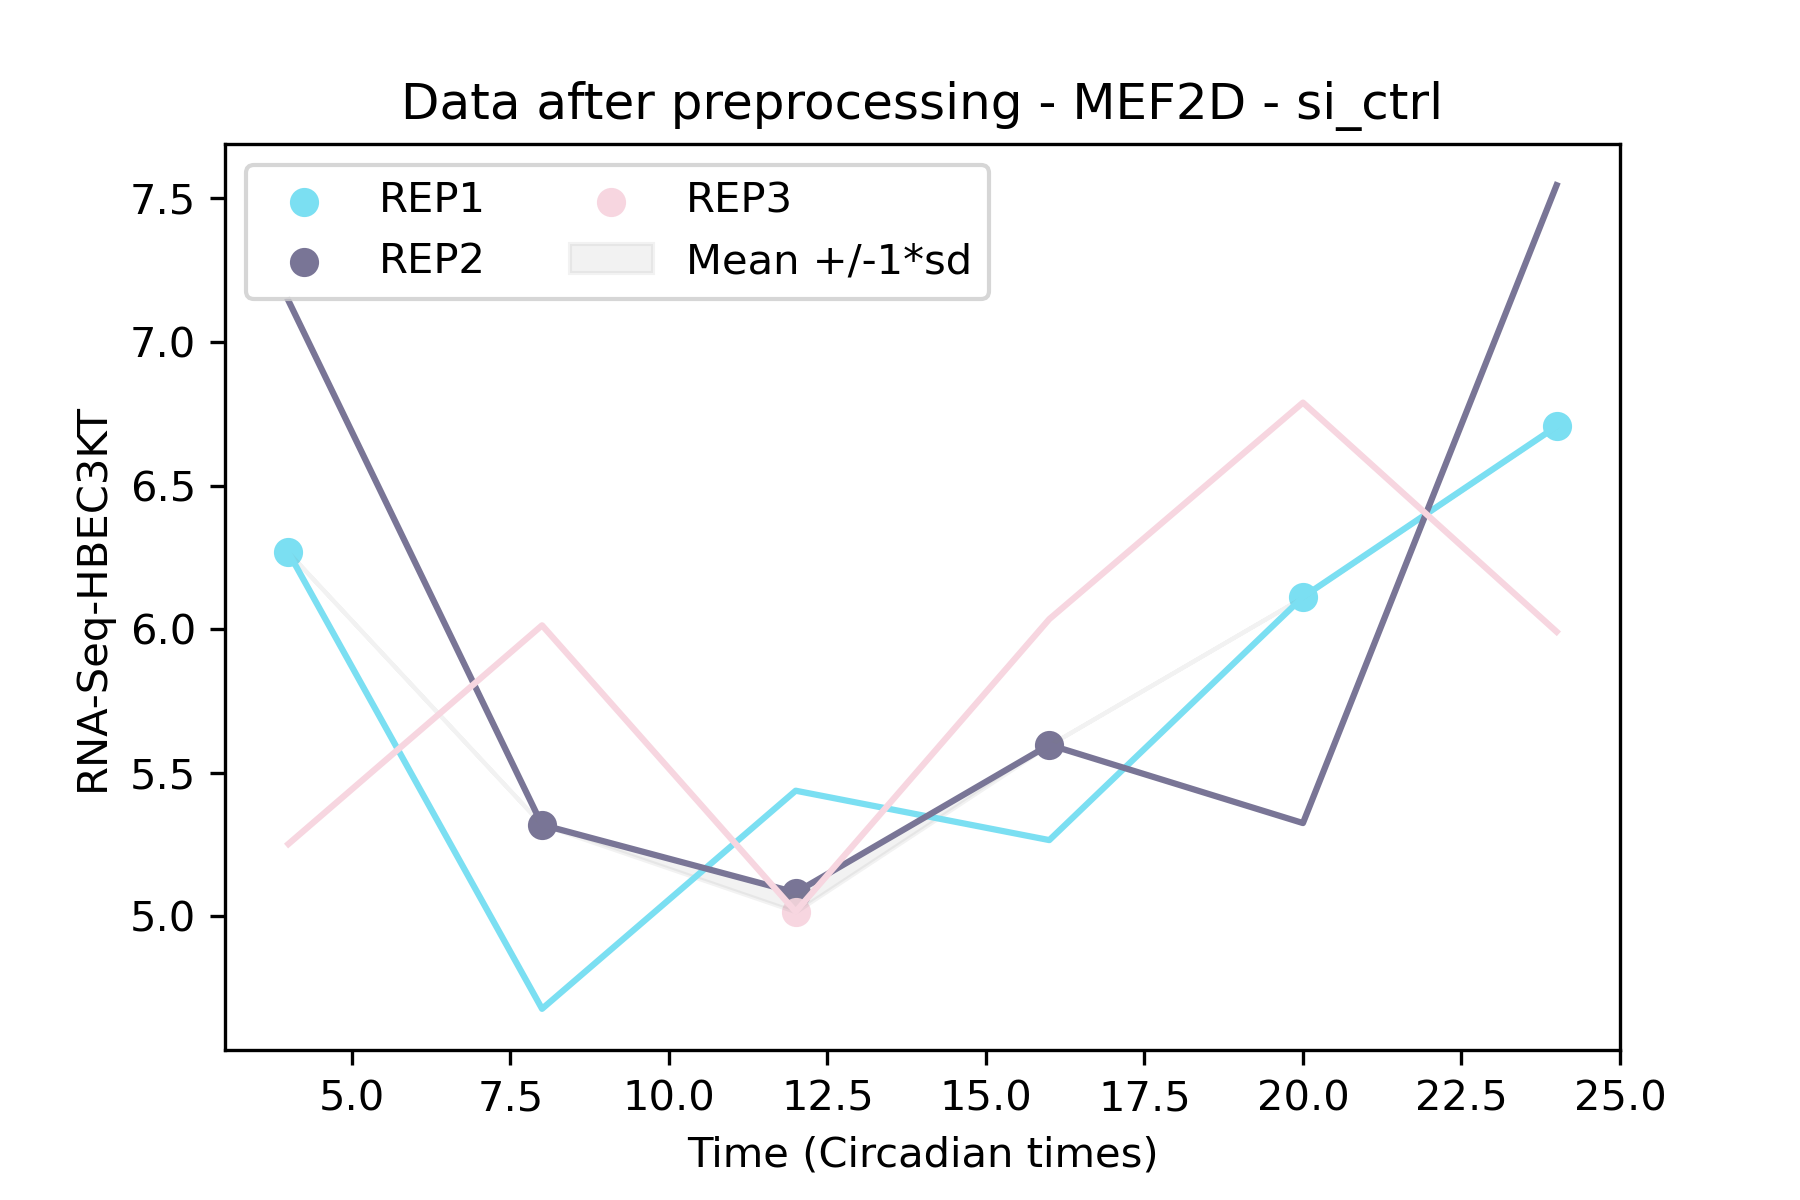 Data after preprocessing - MEF2D - si_ctrl
REP1
REP2
REP3
Mean +/-1*sd
RNA-Seq-HBEC3KT
7.5
7.0
6.5
6.0
5.5
5.0
5.0 7.5 10.0 12.5 15.0 17.5 20.0 22.5 25.0
Time (Circadian times)